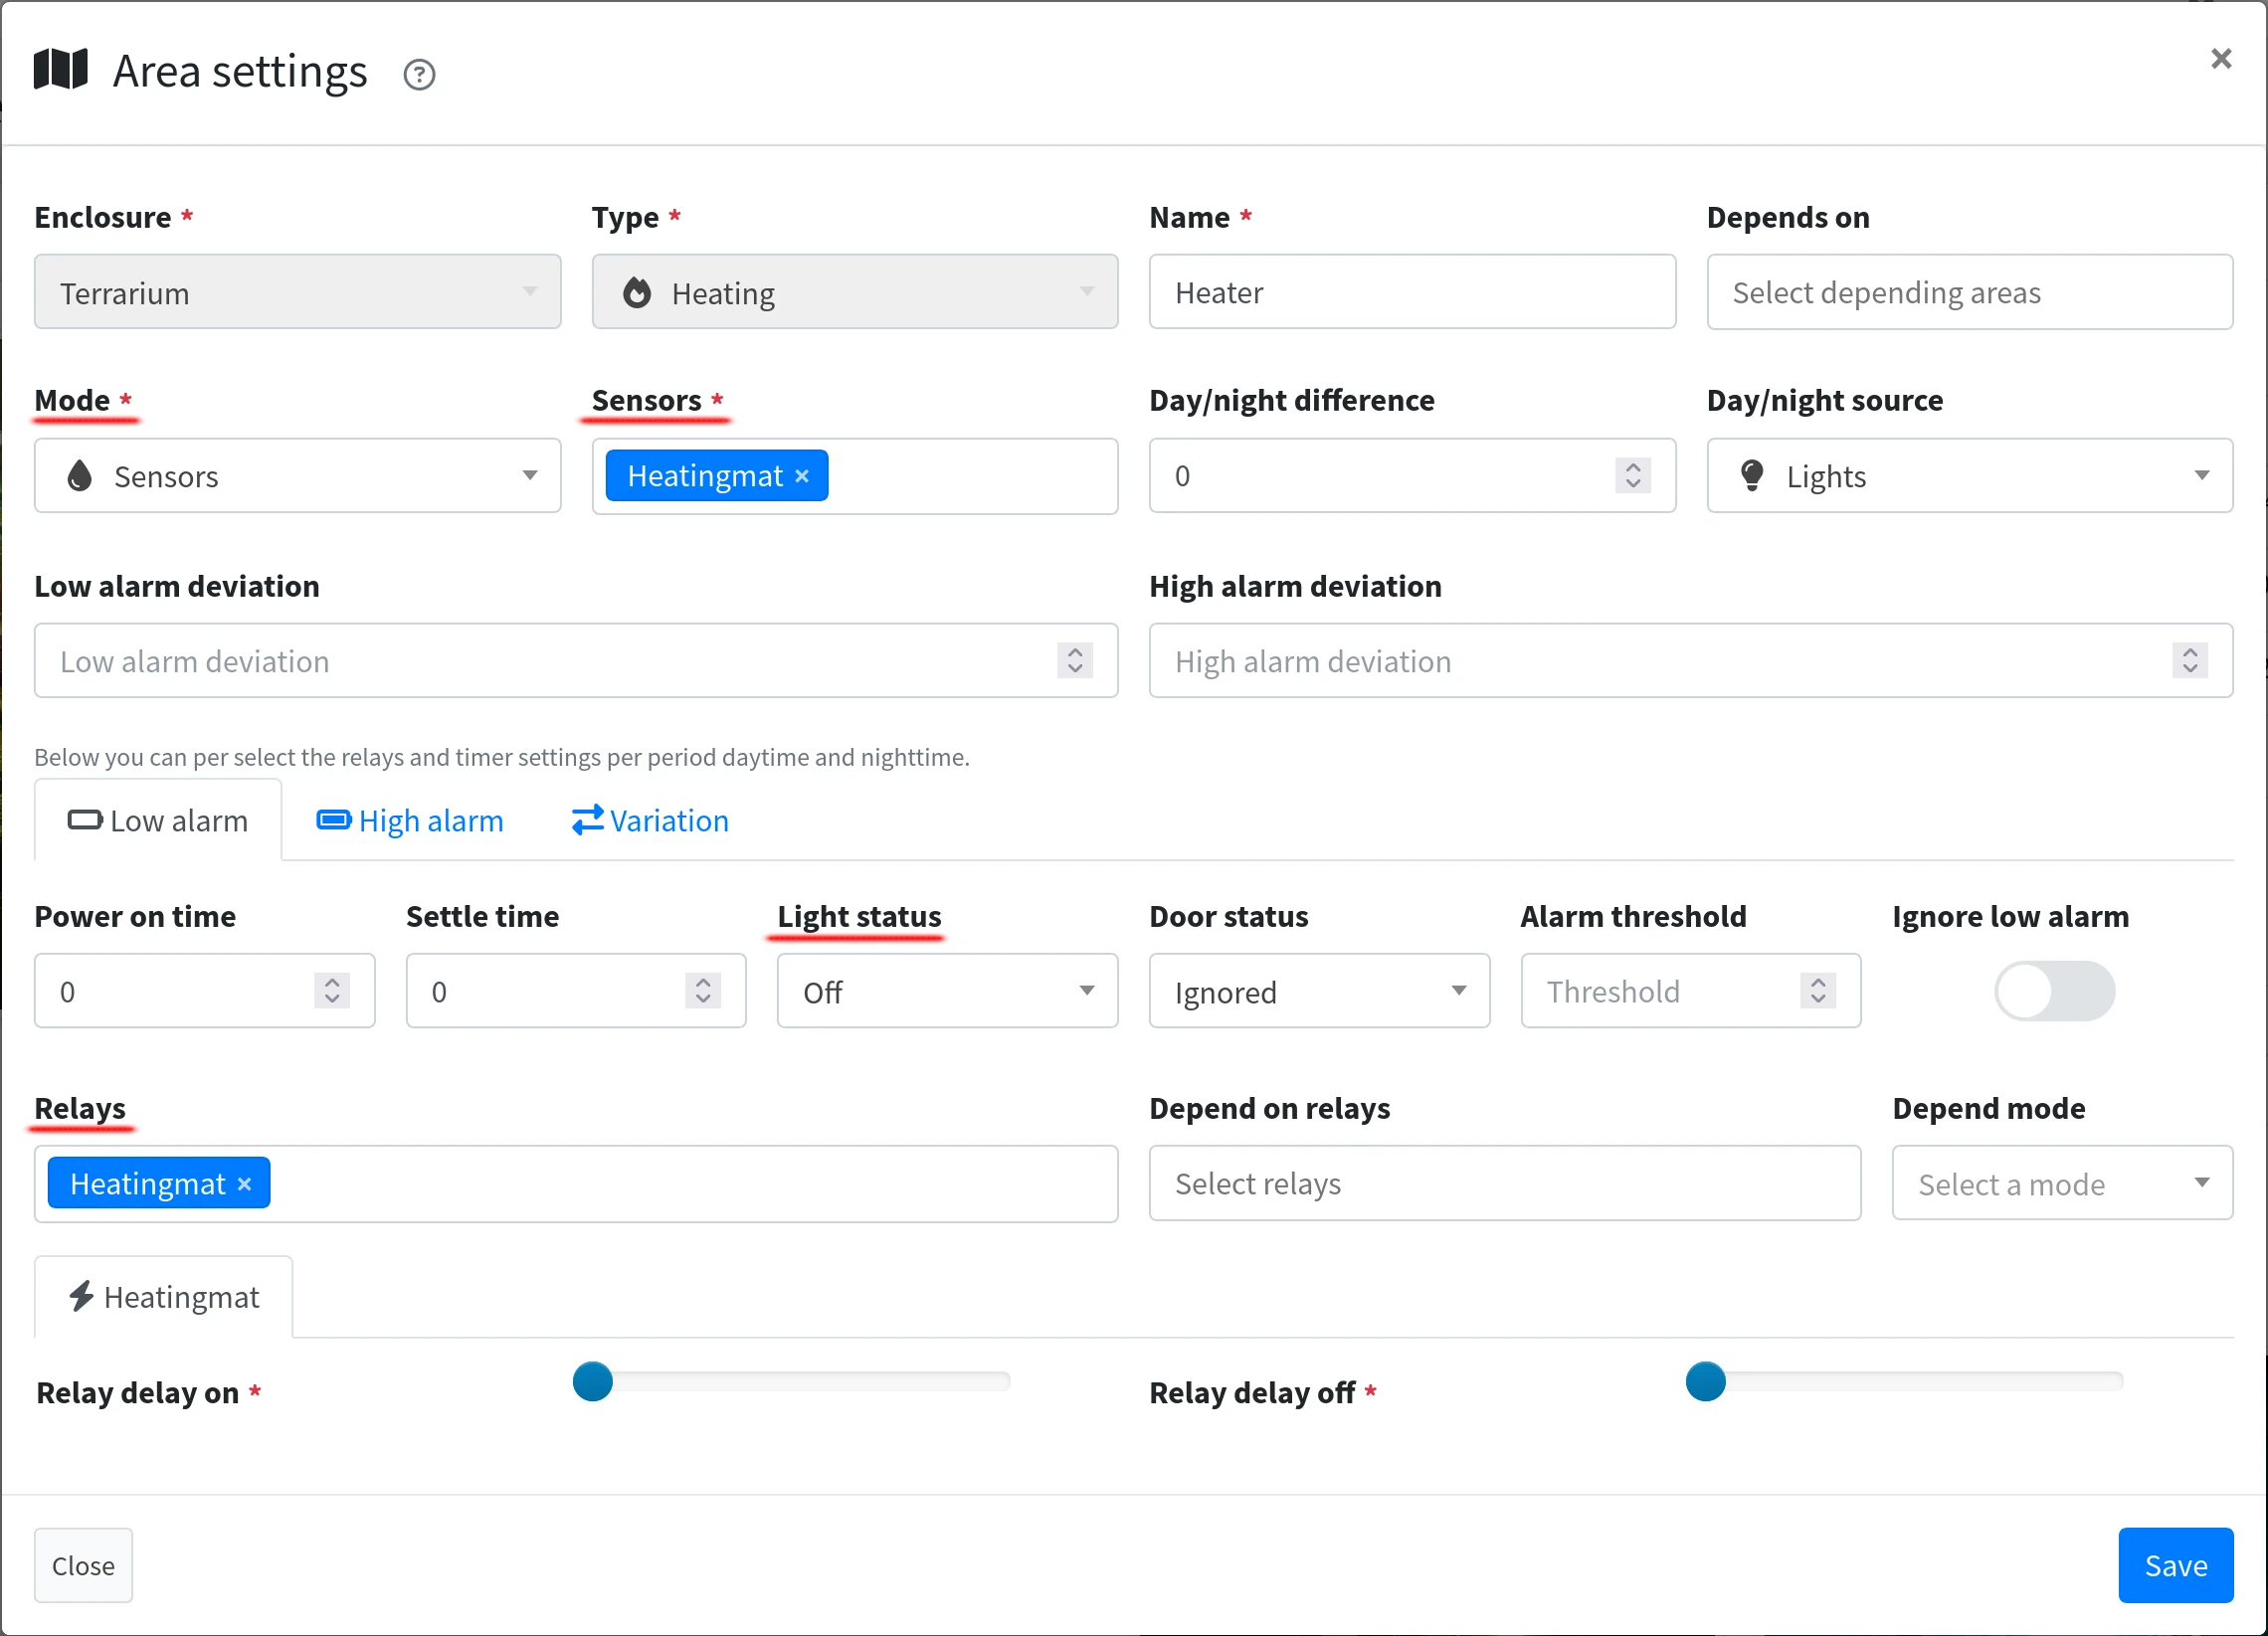 Area settings ?
×
Enclosure * Type * Name * Depends on
Terrarium Heating Heater Select depending areas
Mode * Sensors * Day/night difference Day/night source
Sensors Heatingmat × 0 Lights
Low alarm deviation High alarm deviation
Low alarm deviation High alarm deviation
Below you can per select the relays and timer settings per period daytime and nighttime.
Low alarm High alarm Variation
Power on time Settle time Light status Door status Alarm threshold Ignore low alarm
0 0 Off Ignored Threshold
Relays Depend on relays Depend mode
Heatingmat × Select relays Select a mode
Heatingmat
Relay delay on * Relay delay off *
Close Save